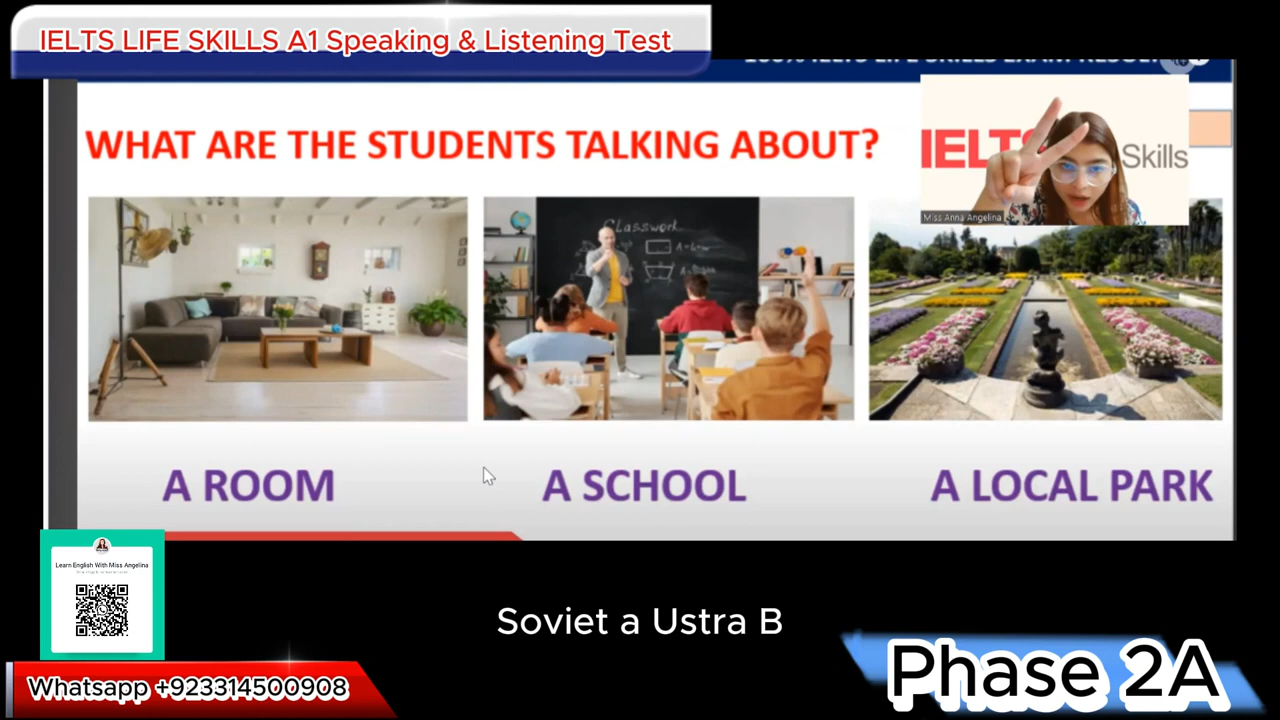 IELTS LIFE SKILLS A1 Speaking & Listening Test
WHAT ARE THE STUDENTS TALKING ABOUT?
IELTS
Skills
Miss Anna Angelina
Classwork
A ROOM
A SCHOOL
A LOCAL PARK
Learn English With Miss Angelina
Soviet a Ustra B
Whatsapp +923314500908
Phase 2A